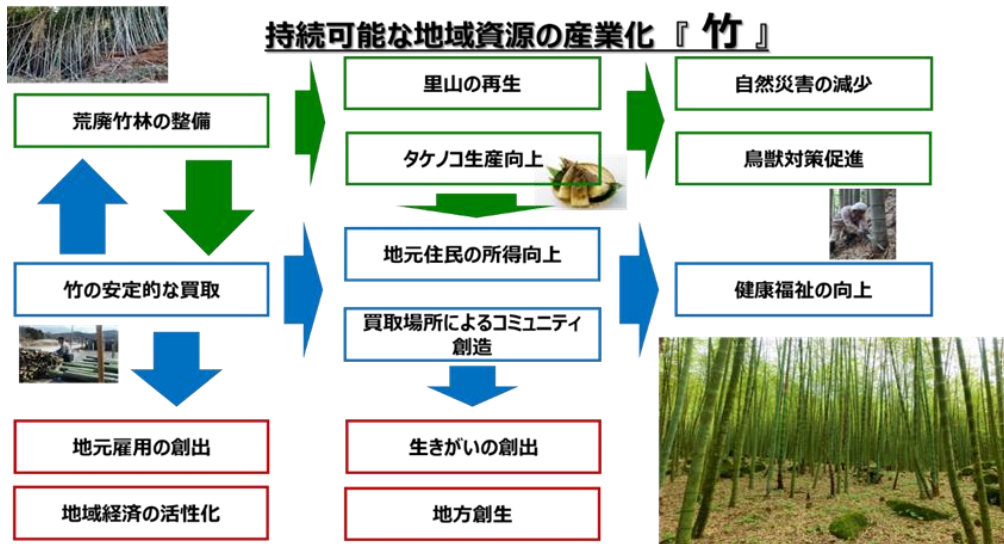 持続可能な地域資源の産業化『竹』
荒廃竹林の整備
里山の再生
自然災害の減少
タケノコ生産向上
鳥獣対策促進
竹の安定的な買取
地元住民の所得向上
健康福祉の向上
買取場所によるコミュニティ
創造
地元雇用の創出
生きがいの創出
地域経済の活性化
地方創生